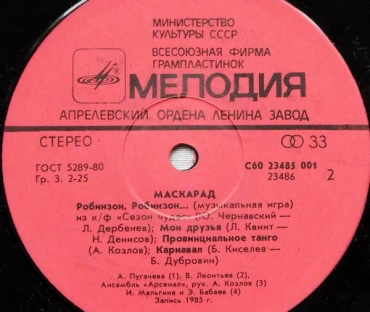 МИНИСТЕРСТВО
КУЛЬТУРЫ СССР
ВСЕСОЮЗНАЯ ФИРМА
ГРАМПЛАСТИНОК
МЕЛОДИЯ
АПРЕЛЕВСКИЙ ОРДЕНА ЛЕНИНА ЗАВОД
СТЕРЕО 33
ГОСТ 5289-80 С60 23485 001
Гр. 3. 2-25 23486 2
МАСКАРАД
Робинзон, Робинзон... (музыкальная игра)
из к/ф «Сезон чудес» (Ю. Чернавский —
Л. Дербенев); Мои друзья (Л. Квинт —
Н. Денисов); Провинциальное танго
(А. Козлов); Карнавал (Б. Киселев —
Б. Дубровин)
А. Пугачева (1) В. Леонтьев (2),
Ансамбль «Арсенал», рук. А. Козлов (3)
И. Мальгина и Э. Бабаев (4)
Запись 1985 г.